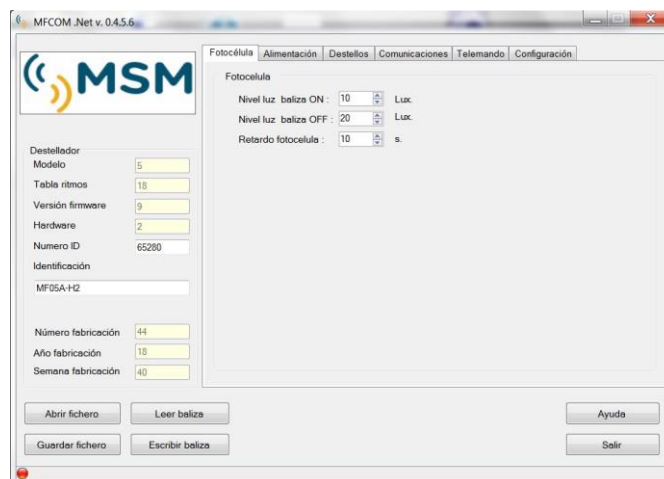 MFCOM .Net v. 0.4.5.6
MSM
Destellador
Modelo 5
Tabla ritmos 18
Versión firmware 9
Hardware 2
Numero ID 65280
Identificación
MF05A-H2
Número fabricación 44
Año fabricación 18
Semana fabricación 40
Fotocélula Alimentación Destellos Comunicaciones Telemando Configuración
Fotocelula
Nivel luz baliza ON : 10 Lux.
Nivel luz baliza OFF : 20 Lux.
Retardo fotocelula : 10 s.
Abrir fichero Leer baliza Ayuda
Guardar fichero Escribir baliza Salir